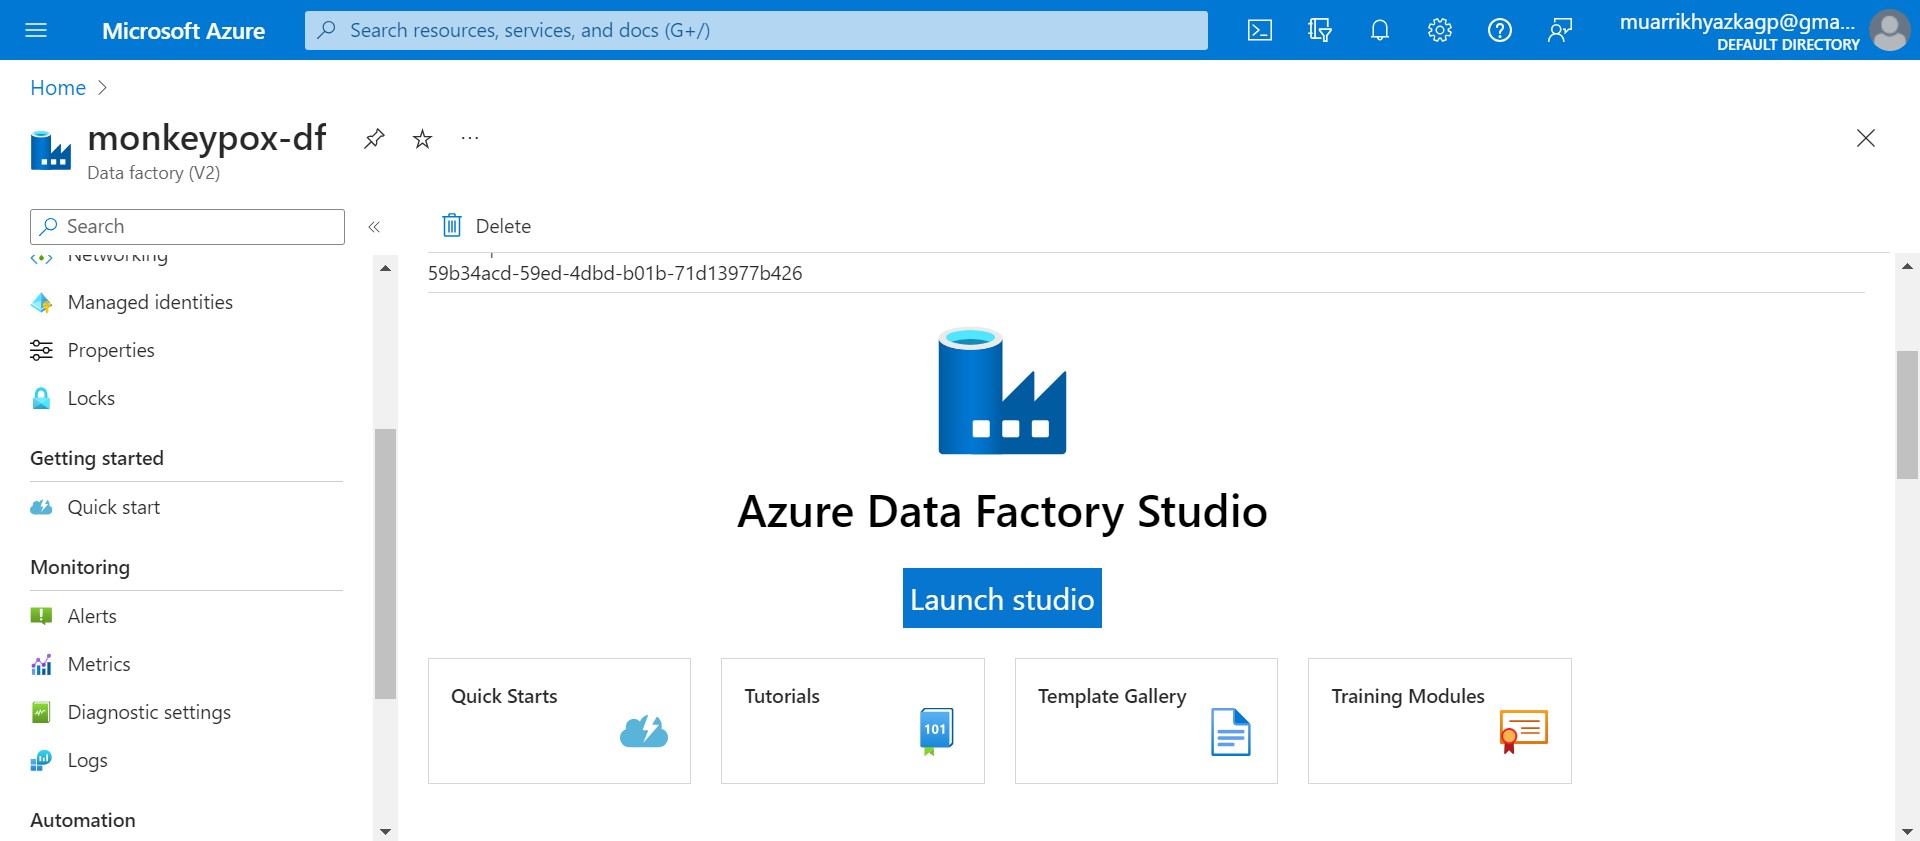 Microsoft Azure
Search resources, services, and docs (G+/)
muarrikhyazkagp@gma...
DEFAULT DIRECTORY
Home
monkeypox-df
Data factory (V2)
Search
Delete
Networking
Managed identities
Properties
Locks
Getting started
Quick start
Monitoring
Alerts
Metrics
Diagnostic settings
Logs
Automation
59b34acd-59ed-4dbd-b01b-71d13977b426
Azure Data Factory Studio
Launch studio
Quick Starts
Tutorials
101
Template Gallery
Training Modules